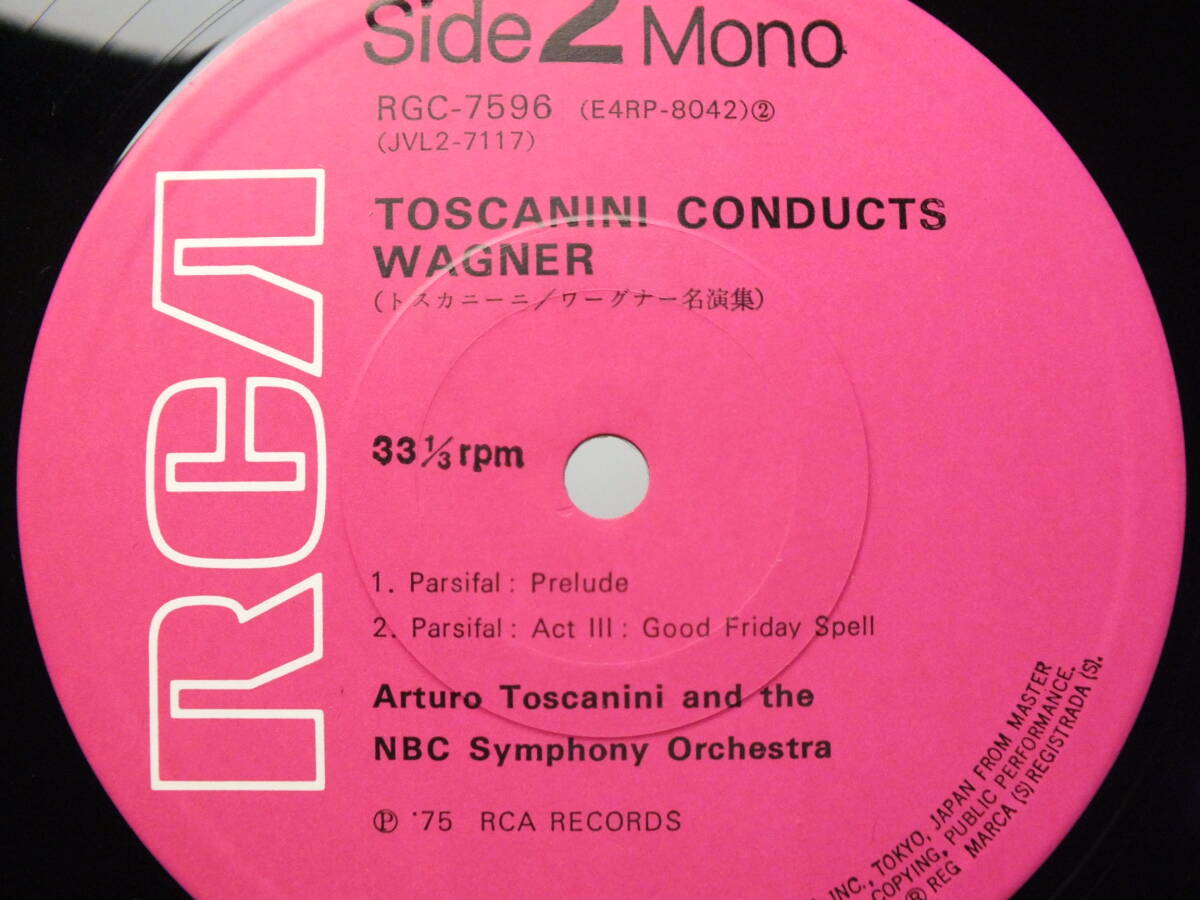 Side 2 Mono
RGC-7596 (E4RP-8042)②
(JVL2-7117)
TOSCANINI CONDUCTS
WAGNER
(トスカニーニ/ワーグナー名演集)
RCA
33⅓ rpm
1. Parsifal: Prelude
2. Parsifal: Act III: Good Friday Spell
Arturo Toscanini and the
NBC Symphony Orchestra
Ⓟ '75 RCA RECORDS
INC., TOKYO, JAPAN FROM MASTER
COPYING, PUBLIC PERFORMANCE.
® REG MARCA (S) REGISTRADA (S).